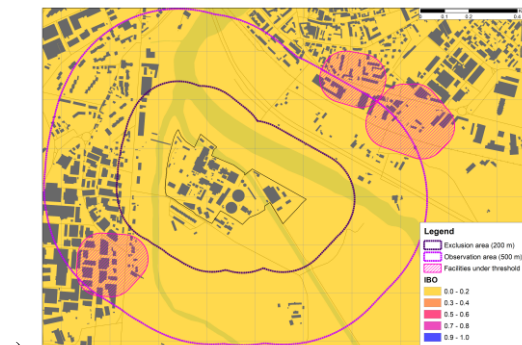 0.1 0.2 0.4
Legend
Exclusion area (200 m)
Observation area (500 m)
Facilities under threshold
IBO
0.0 - 0.2
0.3 - 0.4
0.5 - 0.6
0.7 - 0.8
0.9 - 1.0